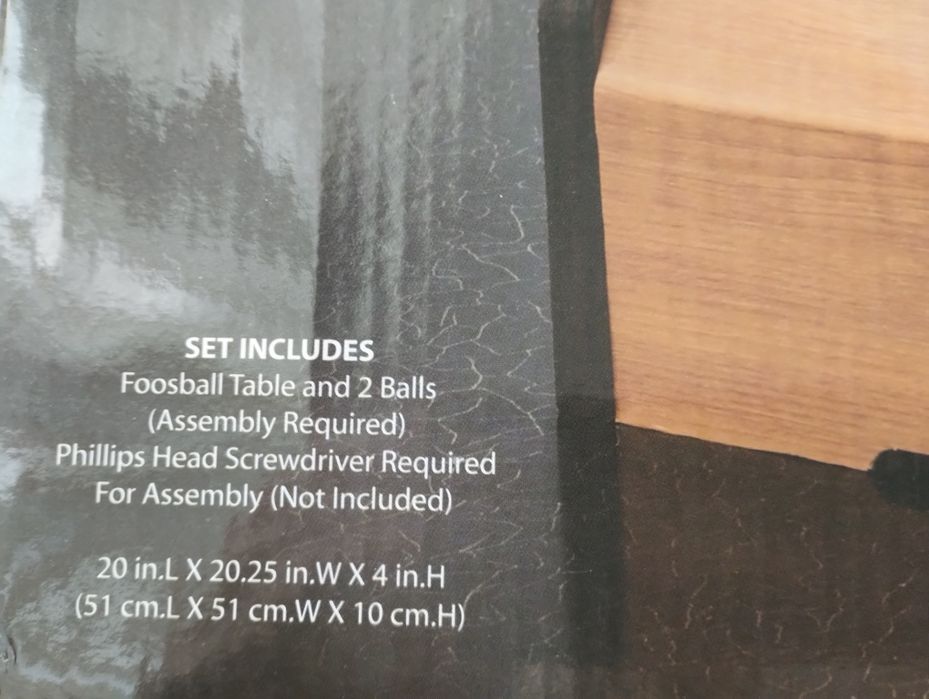 SET INCLUDES
Foosball Table and 2 Balls
(Assembly Required)
Phillips Head Screwdriver Required
For Assembly (Not Included)
20 in.L X 20.25 in.W X 4 in.H
(51 cm.L X 51 cm.W X 10 cm.H)